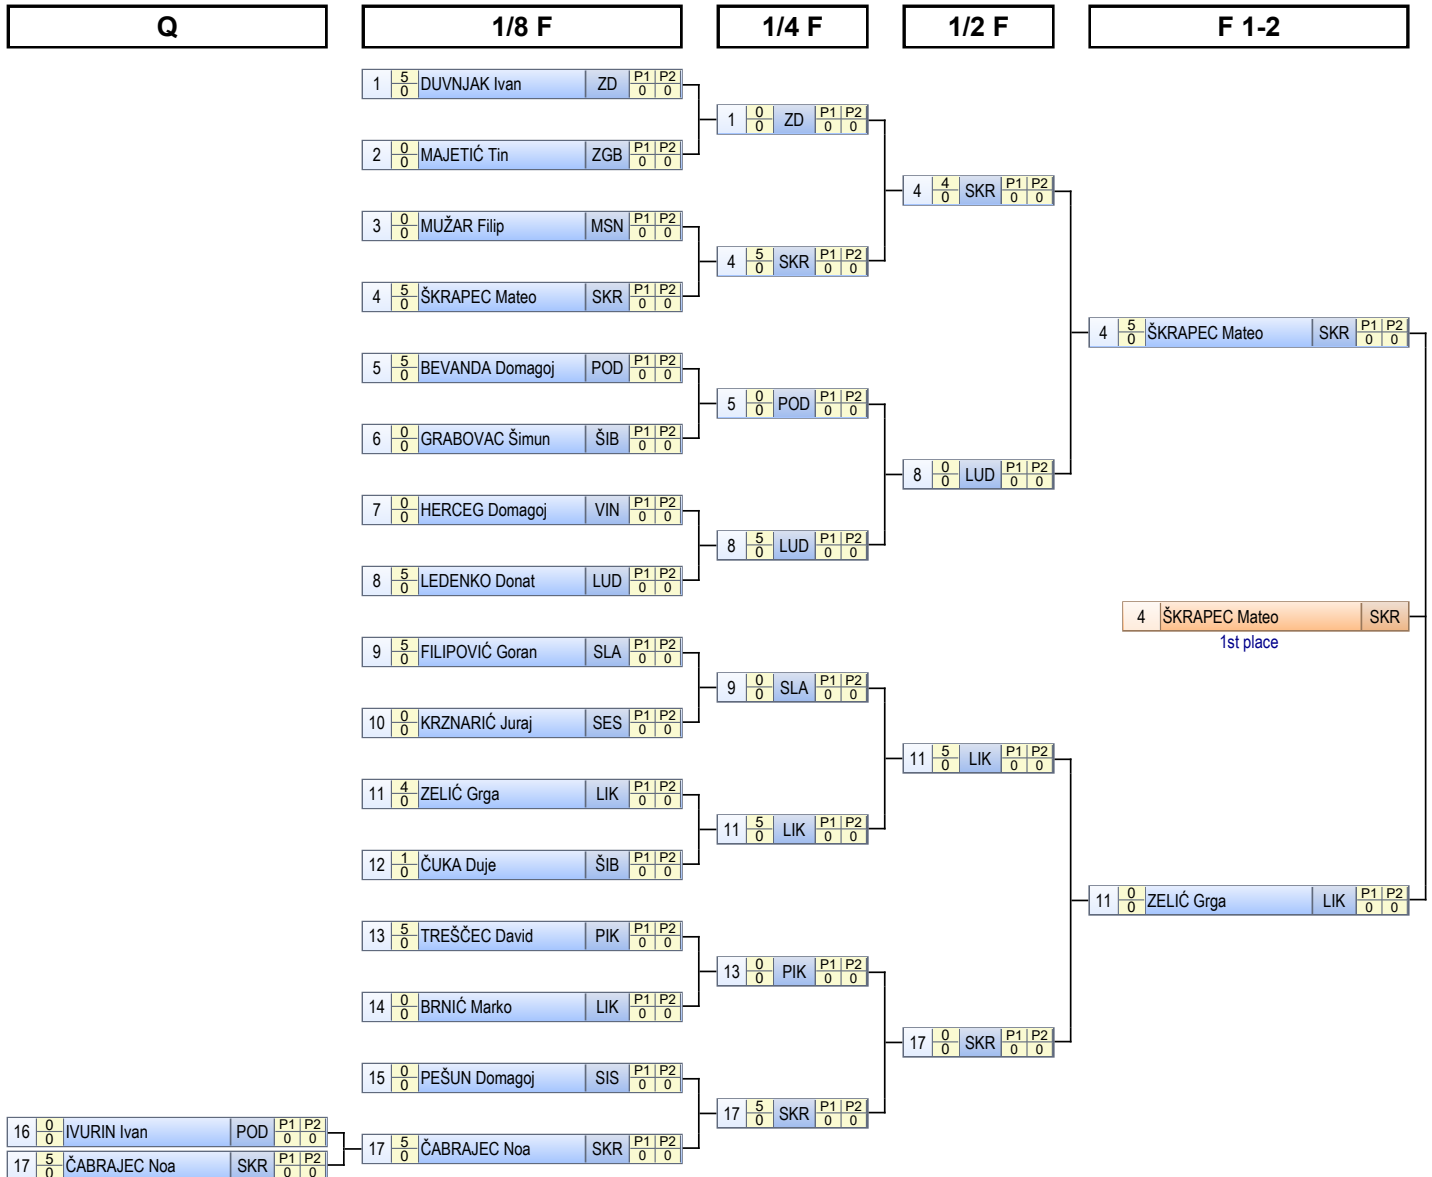 Q 1/8 F 1/4 F 1/2 F F 1-2
1 5 0 DUVNJAK Ivan ZD P1 P2 0 0
1 0 0 ZD P1 P2 0 0
2 0 0 MAJETIĆ Tin ZGB P1 P2 0 0
4 4 0 SKR P1 P2 0 0
3 0 0 MUŽAR Filip MSN P1 P2 0 0
4 5 0 SKR P1 P2 0 0
4 5 0 ŠKRAPEC Mateo SKR P1 P2 0 0
4 5 0 ŠKRAPEC Mateo SKR P1 P2 0 0
5 5 0 BEVANDA Domagoj POD P1 P2 0 0
5 0 0 POD P1 P2 0 0
6 0 0 GRABOVAC Šimun ŠIB P1 P2 0 0
8 0 0 LUD P1 P2 0 0
7 0 0 HERCEG Domagoj VIN P1 P2 0 0
8 5 0 LUD P1 P2 0 0
8 5 0 LEDENKO Donat LUD P1 P2 0 0
4 ŠKRAPEC Mateo SKR
1st place
9 5 0 FILIPOVIĆ Goran SLA P1 P2 0 0
9 0 0 SLA P1 P2 0 0
10 0 0 KRZNARIĆ Juraj SES P1 P2 0 0
11 5 0 LIK P1 P2 0 0
11 4 0 ZELIĆ Grga LIK P1 P2 0 0
11 5 0 LIK P1 P2 0 0
12 1 0 ČUKA Duje ŠIB P1 P2 0 0
11 0 0 ZELIĆ Grga LIK P1 P2 0 0
13 5 0 TREŠČEC David PIK P1 P2 0 0
13 0 0 PIK P1 P2 0 0
14 0 0 BRNIĆ Marko LIK P1 P2 0 0
17 0 0 SKR P1 P2 0 0
15 0 0 PEŠUN Domagoj SIS P1 P2 0 0
17 5 0 SKR P1 P2 0 0
16 0 0 IVURIN Ivan POD P1 P2 0 0
17 5 0 ČABRAJEC Noa SKR P1 P2 0 0
17 5 0 ČABRAJEC Noa SKR P1 P2 0 0